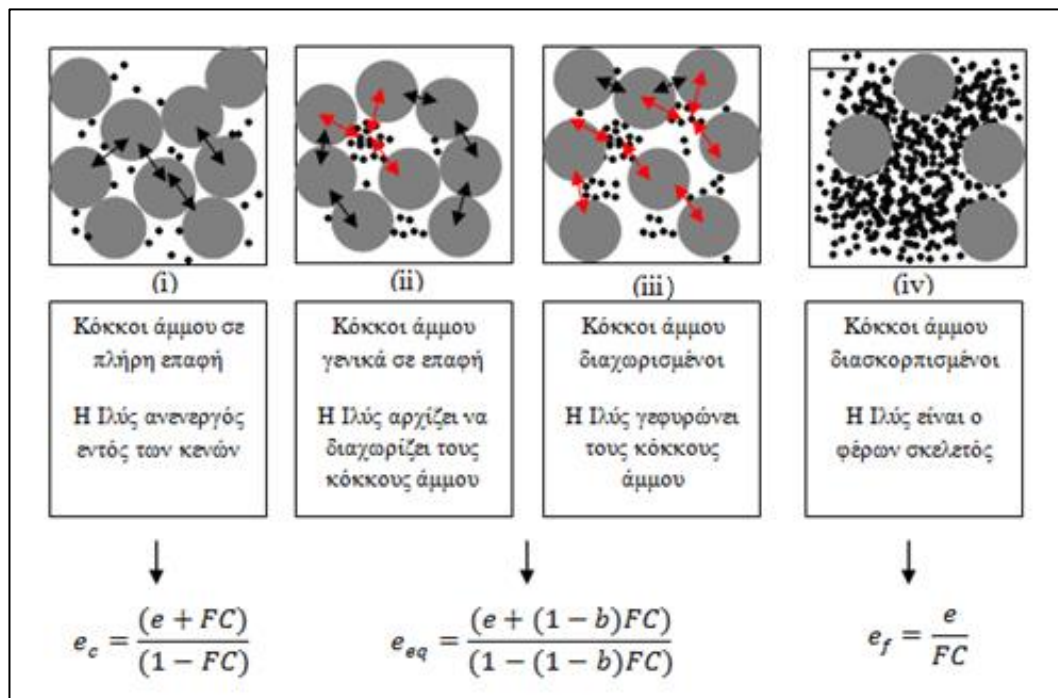 (i)
(ii)
(iii)
(iv)
Κόκκοι άμμου σε
πλήρη επαφή
Η Ιλύς ανενεργός
εντός των κενών
Κόκκοι άμμου
γενικά σε επαφή
Η Ιλύς αρχίζει να
διαχωρίζει τους
κόκκους άμμου
Κόκκοι άμμου
διαχωρισμένοι
Η Ιλύς γεφυρώνει
τους κόκκους
άμμου
Κόκκοι άμμου
διασκορπισμένοι
Η Ιλύς είναι ο
φέρων σκελετός
e_c = (e + FC) / (1 − FC)
e_eq = (e + (1 − b)FC) / (1 − (1 − b)FC)
e_f = e / FC